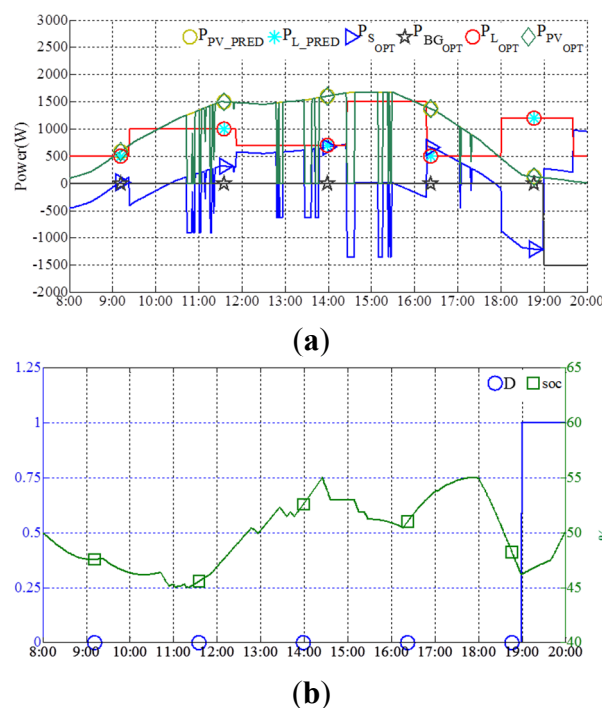 P_PV_PRED P_L_PRED P_S_OPT P_BG_OPT P_L_OPT P_PV_OPT
Power(W)
3000
2500
2000
1500
1000
500
0
-500
-1000
-1500
-2000
8:00 9:00 10:00 11:00 12:00 13:00 14:00 15:00 16:00 17:00 18:00 19:00 20:00
(a)
1.25 65
D soc
1 60
0.75 55
0.5 50
%
0.25 45
0 40
8:00 9:00 10:00 11:00 12:00 13:00 14:00 15:00 16:00 17:00 18:00 19:00 20:00
(b)